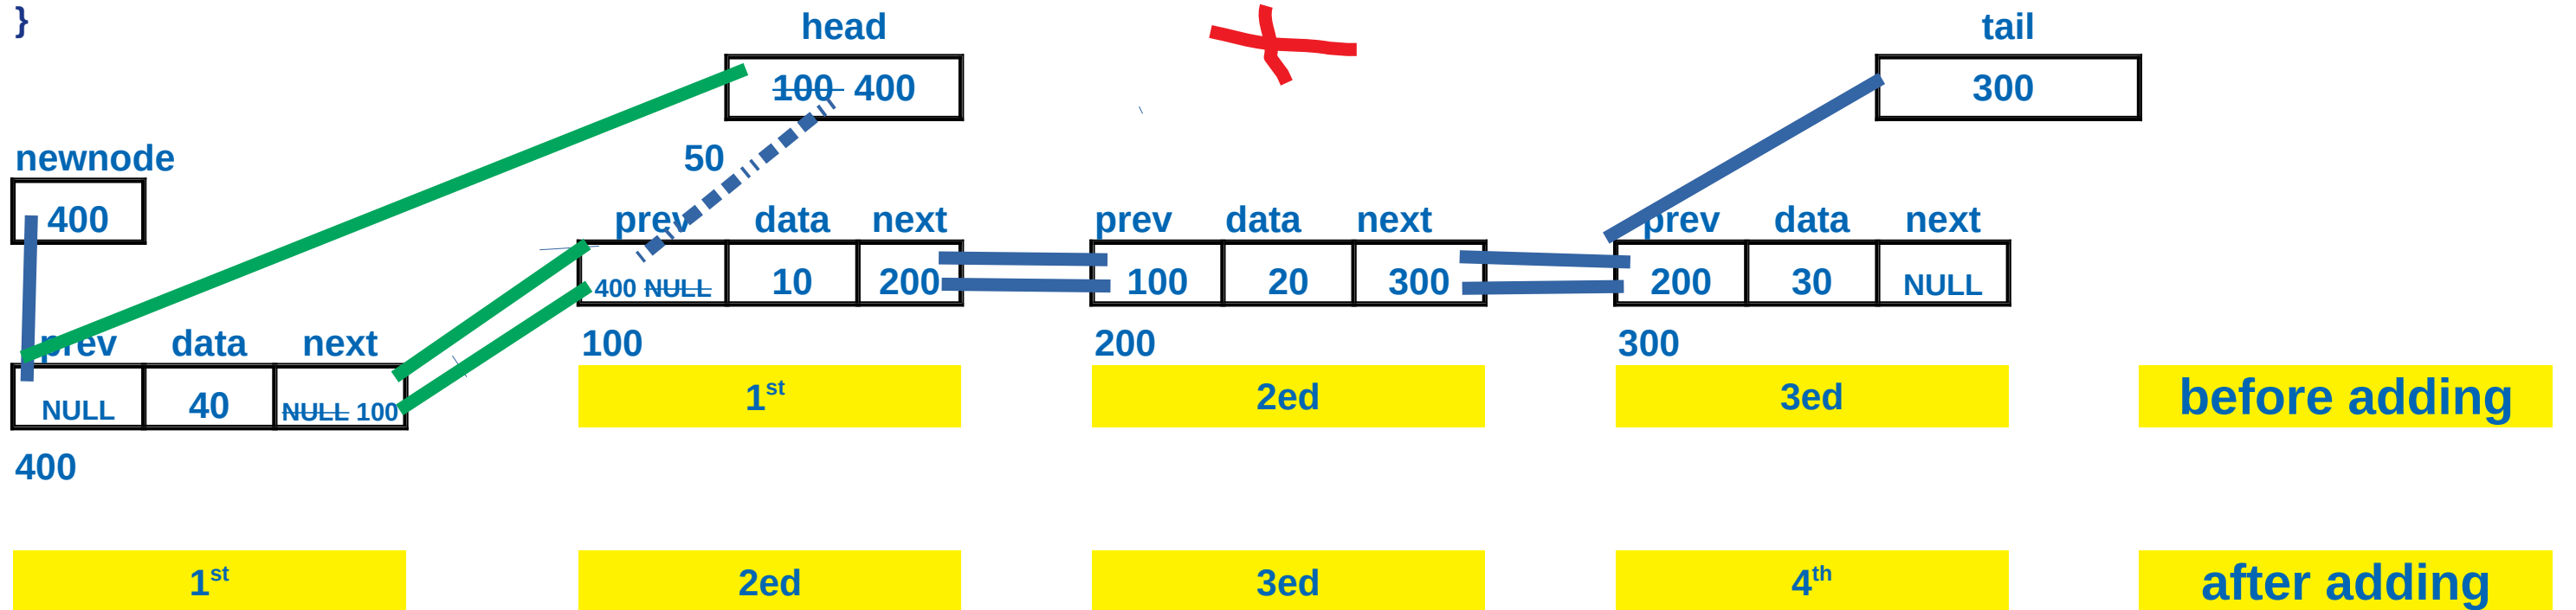 }
head
tail
100 400
300
newnode
50
400
prev data next
prev data next
prev data next
400 NULL 10 200
100 20 300
200 30 NULL
prev data next
100
200
300
NULL 40 NULL 100
1st
2ed
3ed
before adding
400
1st
2ed
3ed
4th
after adding